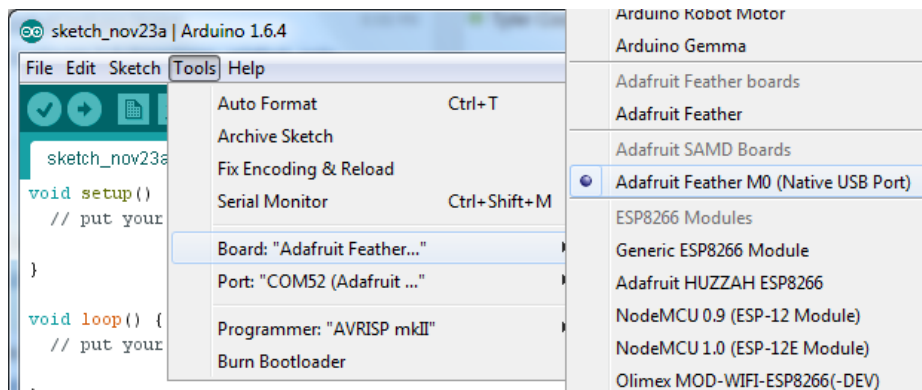 sketch_nov23a | Arduino 1.6.4
File Edit Sketch Tools Help
sketch_nov23a
void setup()
// put your
}
void loop() {
// put your
Auto Format Ctrl+T
Archive Sketch
Fix Encoding & Reload
Serial Monitor Ctrl+Shift+M
Board: "Adafruit Feather..."
Port: "COM52 (Adafruit ..."
Programmer: "AVRISP mkII"
Burn Bootloader
Arduino Robot Motor
Arduino Gemma
Adafruit Feather boards
Adafruit Feather
Adafruit SAMD Boards
Adafruit Feather M0 (Native USB Port)
ESP8266 Modules
Generic ESP8266 Module
Adafruit HUZZAH ESP8266
NodeMCU 0.9 (ESP-12 Module)
NodeMCU 1.0 (ESP-12E Module)
Olimex MOD-WIFI-ESP8266(-DEV)